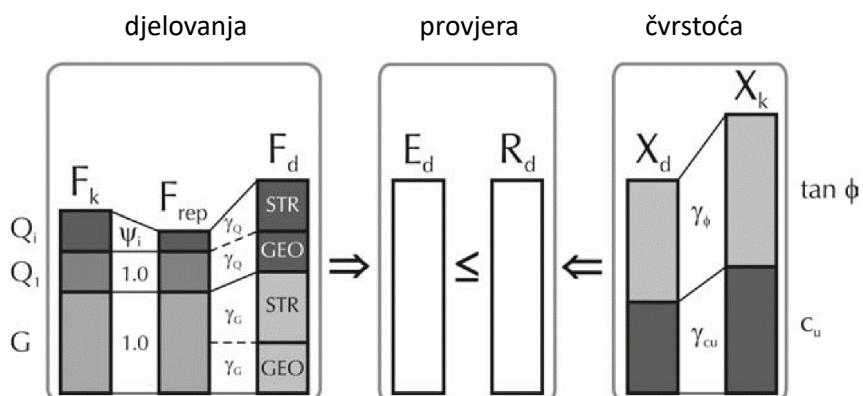 djelovanja
provjera
čvrstoća
F_k
F_rep
F_d
E_d
R_d
X_d
X_k
Q_i
Q_1
G
ψ_i
1.0
1.0
γ_Q
γ_Q
γ_G
γ_G
STR
GEO
STR
GEO
⇒
≤
⇐
γ_ϕ
γ_cu
tan ϕ
c_u